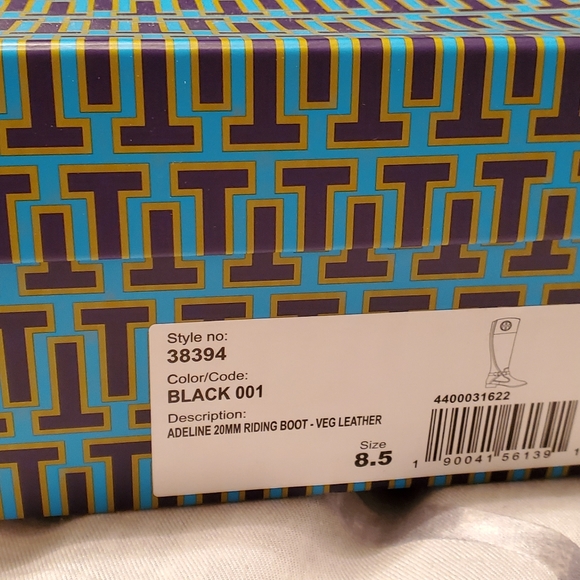 Style no:
38394
Color/Code:
BLACK 001
Description:
ADELINE 20MM RIDING BOOT - VEG LEATHER
Size
8.5
4400031622
1 90041 56139 1